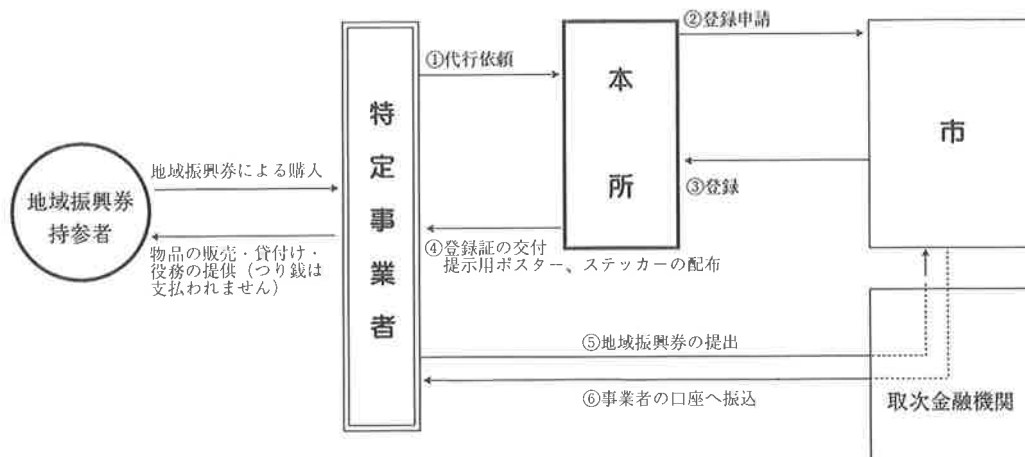 ②登録申請
①代行依頼
本所
市
特定事業者
地域振興券による購入
地域振興券
持参者
③登録
物品の販売・貸付け・
役務の提供（つり銭は
支払われません）
④登録証の交付
提示用ポスター、ステッカーの配布
⑤地域振興券の提出
⑥事業者の口座へ振込
取次金融機関